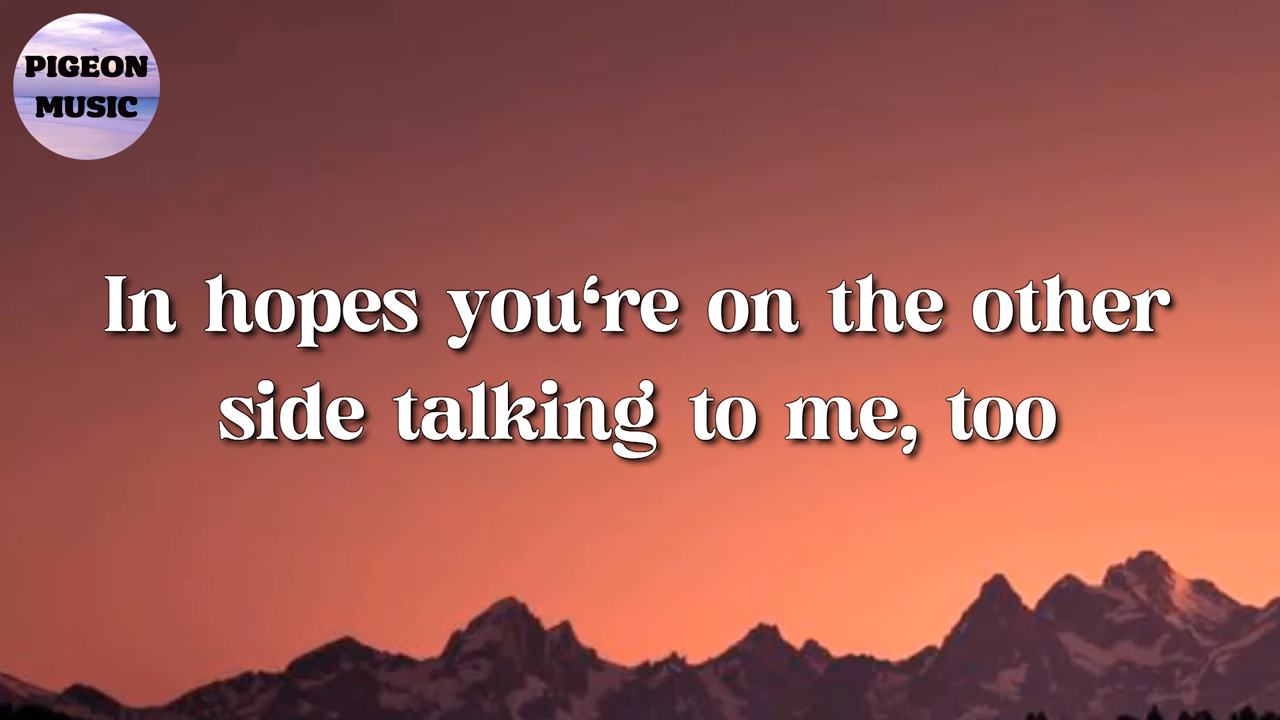 PIGEON
MUSIC
In hopes you‘re on the other
side talking to me, too